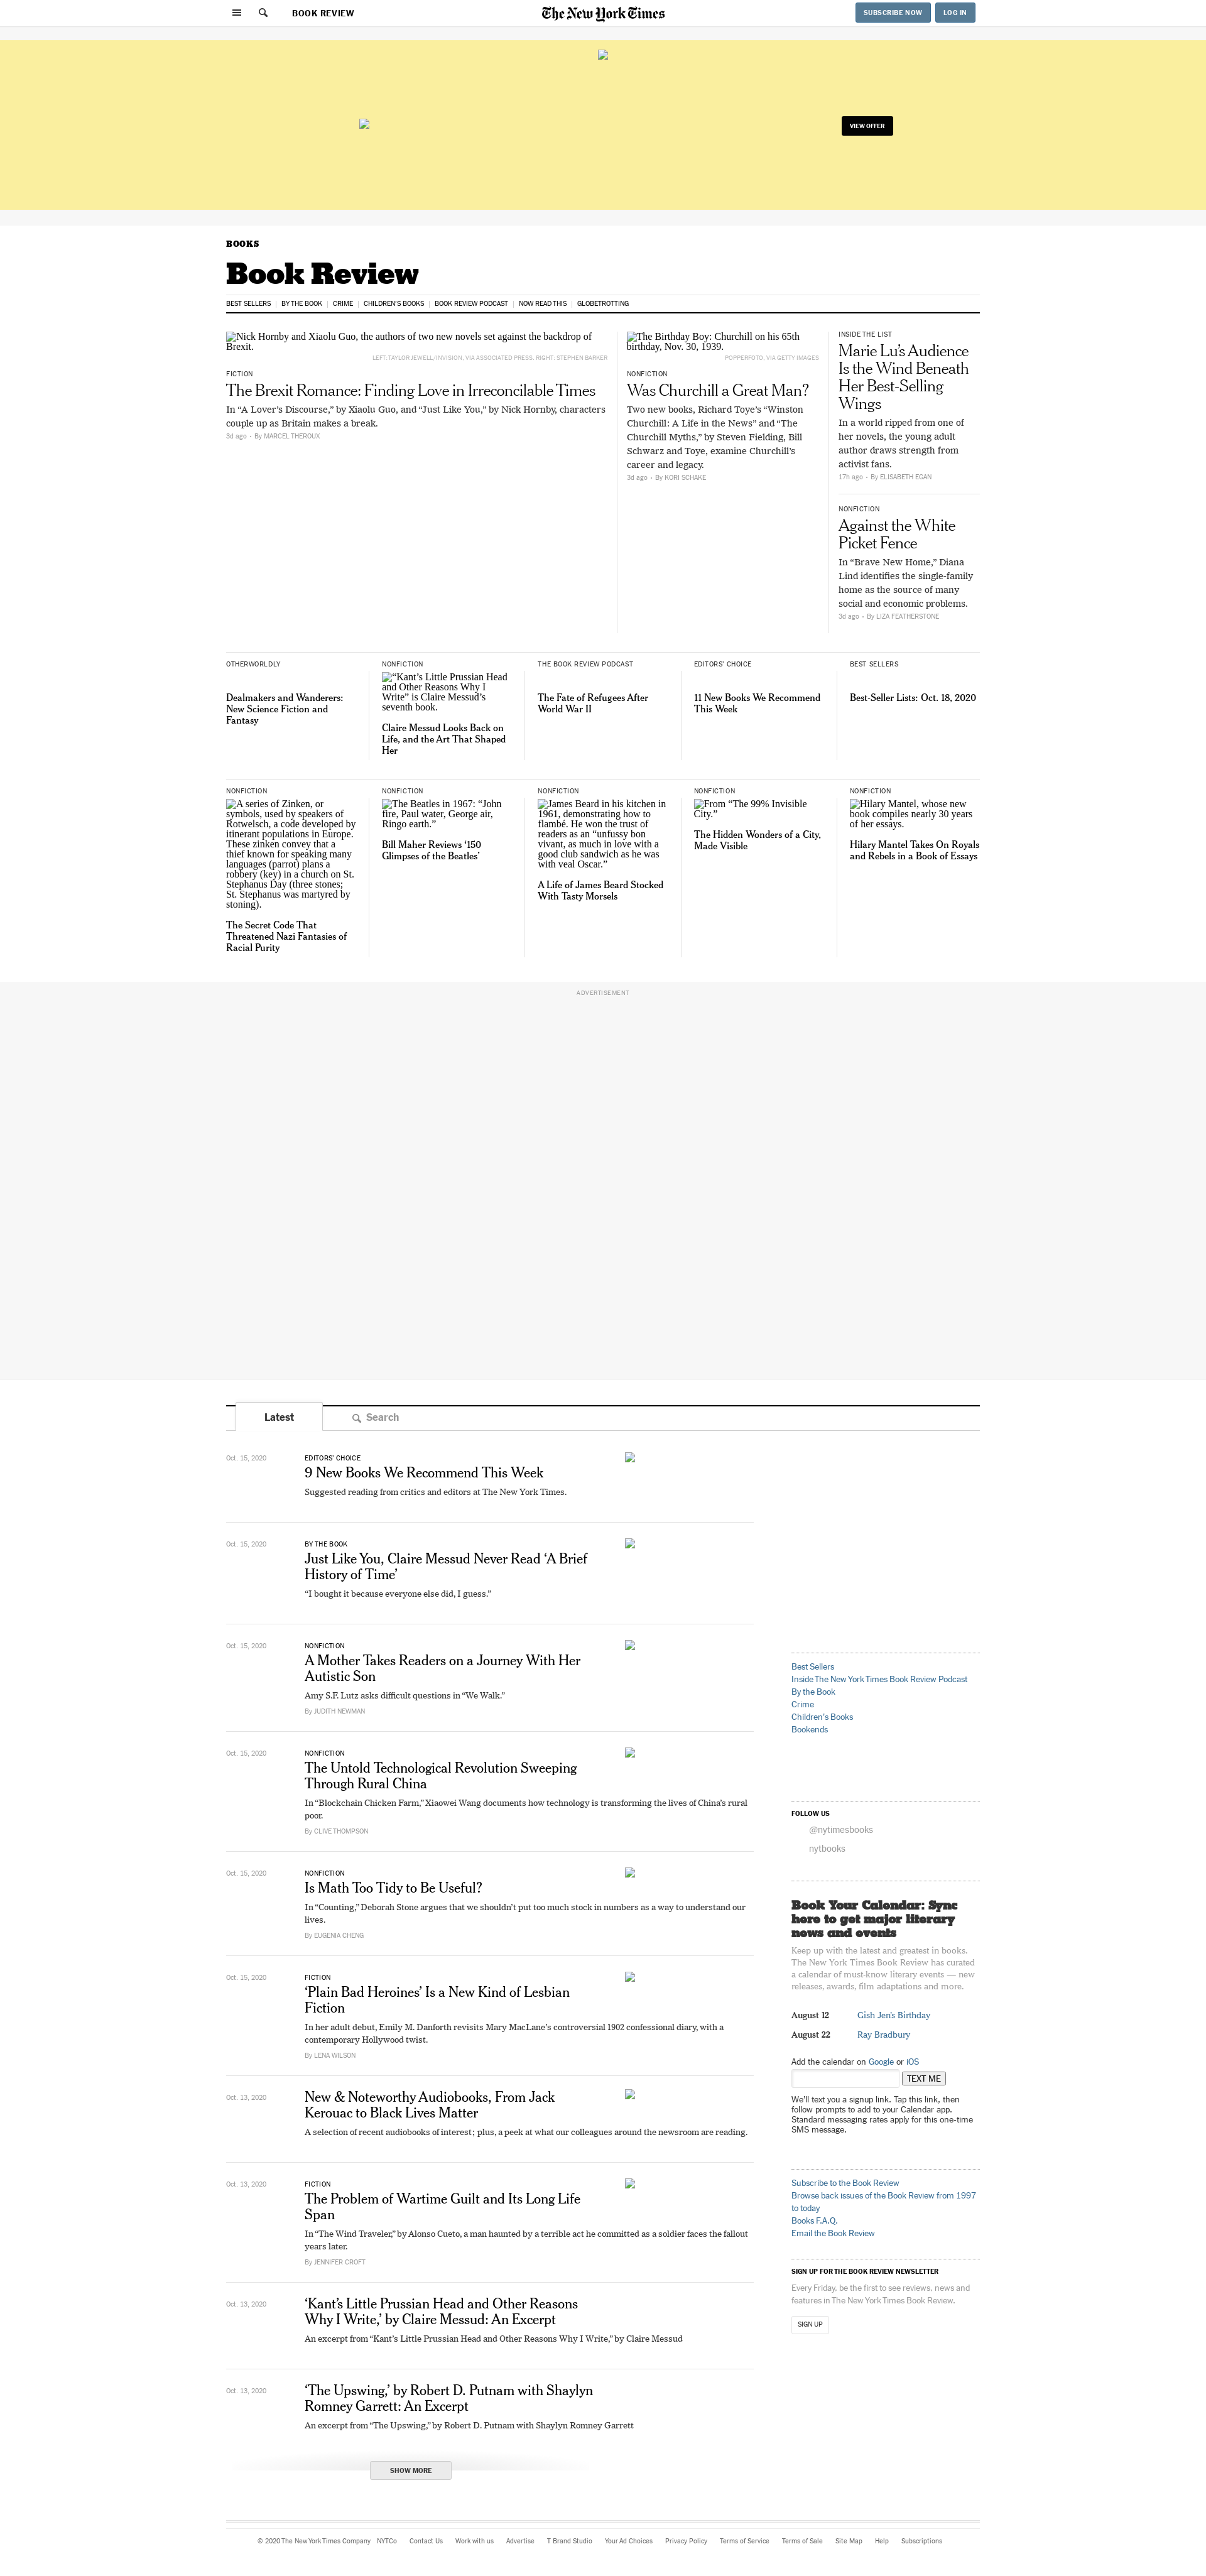 BOOK REVIEW
The New York Times
SUBSCRIBE NOW
LOG IN
VIEW OFFER
BOOKS
Book Review
BEST SELLERS
BY THE BOOK
CRIME
CHILDREN'S BOOKS
BOOK REVIEW PODCAST
NOW READ THIS
GLOBETROTTING
Nick Hornby and Xiaolu Guo, the authors of two new novels set against the backdrop of
Brexit.
LEFT: TAYLOR JEWELL/INVISION, VIA ASSOCIATED PRESS. RIGHT: STEPHEN BARKER
FICTION
The Brexit Romance: Finding Love in Irreconcilable Times
In “A Lover’s Discourse,” by Xiaolu Guo, and “Just Like You,” by Nick Hornby, characters
couple up as Britain makes a break.
3d ago • By MARCEL THEROUX
The Birthday Boy: Churchill on his 65th
birthday, Nov. 30, 1939.
POPPERFOTO, VIA GETTY IMAGES
NONFICTION
Was Churchill a Great Man?
Two new books, Richard Toye’s “Winston
Churchill: A Life in the News” and “The
Churchill Myths,” by Steven Fielding, Bill
Schwarz and Toye, examine Churchill’s
career and legacy.
3d ago • By KORI SCHAKE
INSIDE THE LIST
Marie Lu’s Audience
Is the Wind Beneath
Her Best-Selling
Wings
In a world ripped from one of
her novels, the young adult
author draws strength from
activist fans.
17h ago • By ELISABETH EGAN
NONFICTION
Against the White
Picket Fence
In “Brave New Home,” Diana
Lind identifies the single-family
home as the source of many
social and economic problems.
3d ago • By LIZA FEATHERSTONE
OTHERWORLDLY
Dealmakers and Wanderers:
New Science Fiction and
Fantasy
NONFICTION
“Kant’s Little Prussian Head
and Other Reasons Why I
Write” is Claire Messud’s
seventh book.
Claire Messud Looks Back on
Life, and the Art That Shaped
Her
THE BOOK REVIEW PODCAST
The Fate of Refugees After
World War II
EDITORS’ CHOICE
11 New Books We Recommend
This Week
BEST SELLERS
Best-Seller Lists: Oct. 18, 2020
NONFICTION
A series of Zinken, or
symbols, used by speakers of
Rotwelsch, a code developed by
itinerant populations in Europe.
These zinken convey that a
thief known for speaking many
languages (parrot) plans a
robbery (key) in a church on St.
Stephanus Day (three stones;
St. Stephanus was martyred by
stoning).
The Secret Code That
Threatened Nazi Fantasies of
Racial Purity
NONFICTION
The Beatles in 1967: “John
fire, Paul water, George air,
Ringo earth.”
Bill Maher Reviews ‘150
Glimpses of the Beatles’
NONFICTION
James Beard in his kitchen in
1961, demonstrating how to
flambé. He won the trust of
readers as an “unfussy bon
vivant, as much in love with a
good club sandwich as he was
with veal Oscar.”
A Life of James Beard Stocked
With Tasty Morsels
NONFICTION
From “The 99% Invisible
City.”
The Hidden Wonders of a City,
Made Visible
NONFICTION
Hilary Mantel, whose new
book compiles nearly 30 years
of her essays.
Hilary Mantel Takes On Royals
and Rebels in a Book of Essays
ADVERTISEMENT
Latest
Search
Oct. 15, 2020
EDITORS’ CHOICE
9 New Books We Recommend This Week
Suggested reading from critics and editors at The New York Times.
Oct. 15, 2020
BY THE BOOK
Just Like You, Claire Messud Never Read ‘A Brief
History of Time’
“I bought it because everyone else did, I guess.”
Oct. 15, 2020
NONFICTION
A Mother Takes Readers on a Journey With Her
Autistic Son
Amy S.F. Lutz asks difficult questions in “We Walk.”
By JUDITH NEWMAN
Oct. 15, 2020
NONFICTION
The Untold Technological Revolution Sweeping
Through Rural China
In “Blockchain Chicken Farm,” Xiaowei Wang documents how technology is transforming the lives of China’s rural
poor.
By CLIVE THOMPSON
Oct. 15, 2020
NONFICTION
Is Math Too Tidy to Be Useful?
In “Counting,” Deborah Stone argues that we shouldn’t put too much stock in numbers as a way to understand our
lives.
By EUGENIA CHENG
Oct. 15, 2020
FICTION
‘Plain Bad Heroines’ Is a New Kind of Lesbian
Fiction
In her adult debut, Emily M. Danforth revisits Mary MacLane’s controversial 1902 confessional diary, with a
contemporary Hollywood twist.
By LENA WILSON
Oct. 13, 2020
New & Noteworthy Audiobooks, From Jack
Kerouac to Black Lives Matter
A selection of recent audiobooks of interest; plus, a peek at what our colleagues around the newsroom are reading.
Oct. 13, 2020
FICTION
The Problem of Wartime Guilt and Its Long Life
Span
In “The Wind Traveler,” by Alonso Cueto, a man haunted by a terrible act he committed as a soldier faces the fallout
years later.
By JENNIFER CROFT
Oct. 13, 2020
‘Kant’s Little Prussian Head and Other Reasons
Why I Write,’ by Claire Messud: An Excerpt
An excerpt from “Kant’s Little Prussian Head and Other Reasons Why I Write,” by Claire Messud
Oct. 13, 2020
‘The Upswing,’ by Robert D. Putnam with Shaylyn
Romney Garrett: An Excerpt
An excerpt from “The Upswing,” by Robert D. Putnam with Shaylyn Romney Garrett
SHOW MORE
Best Sellers
Inside The New York Times Book Review Podcast
By the Book
Crime
Children’s Books
Bookends
FOLLOW US
@nytimesbooks
nytbooks
Book Your Calendar: Sync
here to get major literary
news and events
Keep up with the latest and greatest in books.
The New York Times Book Review has curated
a calendar of must-know literary events — new
releases, awards, film adaptations and more.
August 12 Gish Jen’s Birthday
August 22 Ray Bradbury
Add the calendar on Google or iOS
TEXT ME
We’ll text you a signup link. Tap this link, then
follow prompts to add to your Calendar app.
Standard messaging rates apply for this one-time
SMS message.
Subscribe to the Book Review
Browse back issues of the Book Review from 1997
to today
Books F.A.Q.
Email the Book Review
SIGN UP FOR THE BOOK REVIEW NEWSLETTER
Every Friday, be the first to see reviews, news and
features in The New York Times Book Review.
SIGN UP
© 2020 The New York Times Company
NYTCo
Contact Us
Work with us
Advertise
T Brand Studio
Your Ad Choices
Privacy Policy
Terms of Service
Terms of Sale
Site Map
Help
Subscriptions